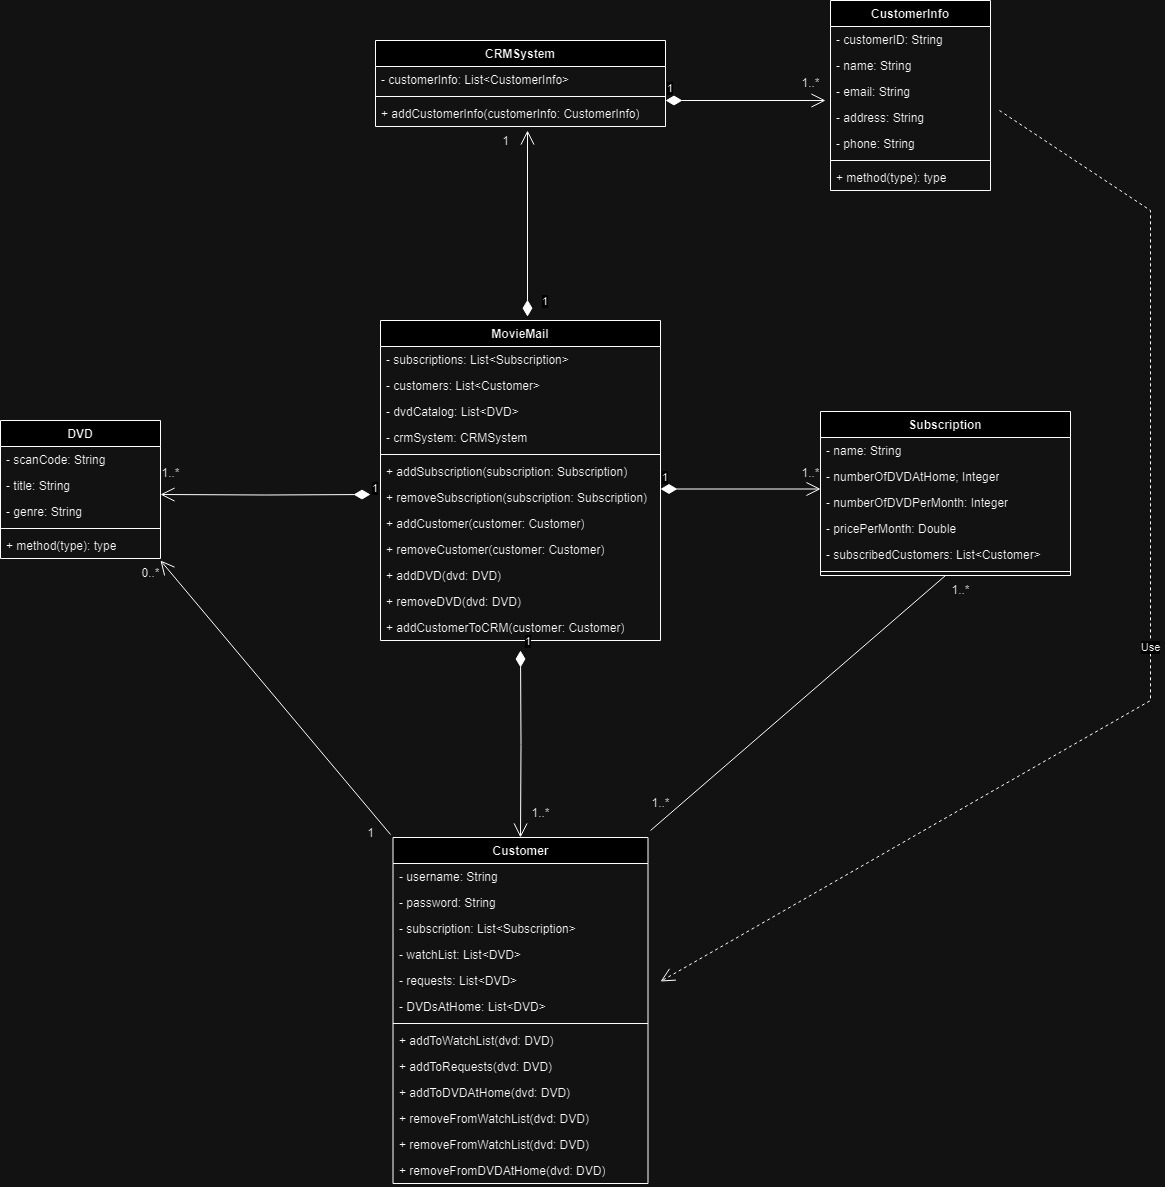 CustomerInfo
- customerID: String
- name: String
- email: String
- address: String
- phone: String
+ method(type): type
CRMSystem
- customerInfo: List<CustomerInfo>
+ addCustomerInfo(customerInfo: CustomerInfo)
1
1..*
1
1
MovieMail
- subscriptions: List<Subscription>
- customers: List<Customer>
- dvdCatalog: List<DVD>
- crmSystem: CRMSystem
+ addSubscription(subscription: Subscription)
+ removeSubscription(subscription: Subscription)
+ addCustomer(customer: Customer)
+ removeCustomer(customer: Customer)
+ addDVD(dvd: DVD)
+ removeDVD(dvd: DVD)
+ addCustomerToCRM(customer: Customer)
DVD
- scanCode: String
- title: String
- genre: String
+ method(type): type
1..*
1
0..*
1
1..*
Subscription
- name: String
- numberOfDVDAtHome; Integer
- numberOfDVDPerMonth: Integer
- pricePerMonth: Double
- subscribedCustomers: List<Customer>
1..*
Use
1
1..*
1..*
1
Customer
- username: String
- password: String
- subscription: List<Subscription>
- watchList: List<DVD>
- requests: List<DVD>
- DVDsAtHome: List<DVD>
+ addToWatchList(dvd: DVD)
+ addToRequests(dvd: DVD)
+ addToDVDAtHome(dvd: DVD)
+ removeFromWatchList(dvd: DVD)
+ removeFromWatchList(dvd: DVD)
+ removeFromDVDAtHome(dvd: DVD)